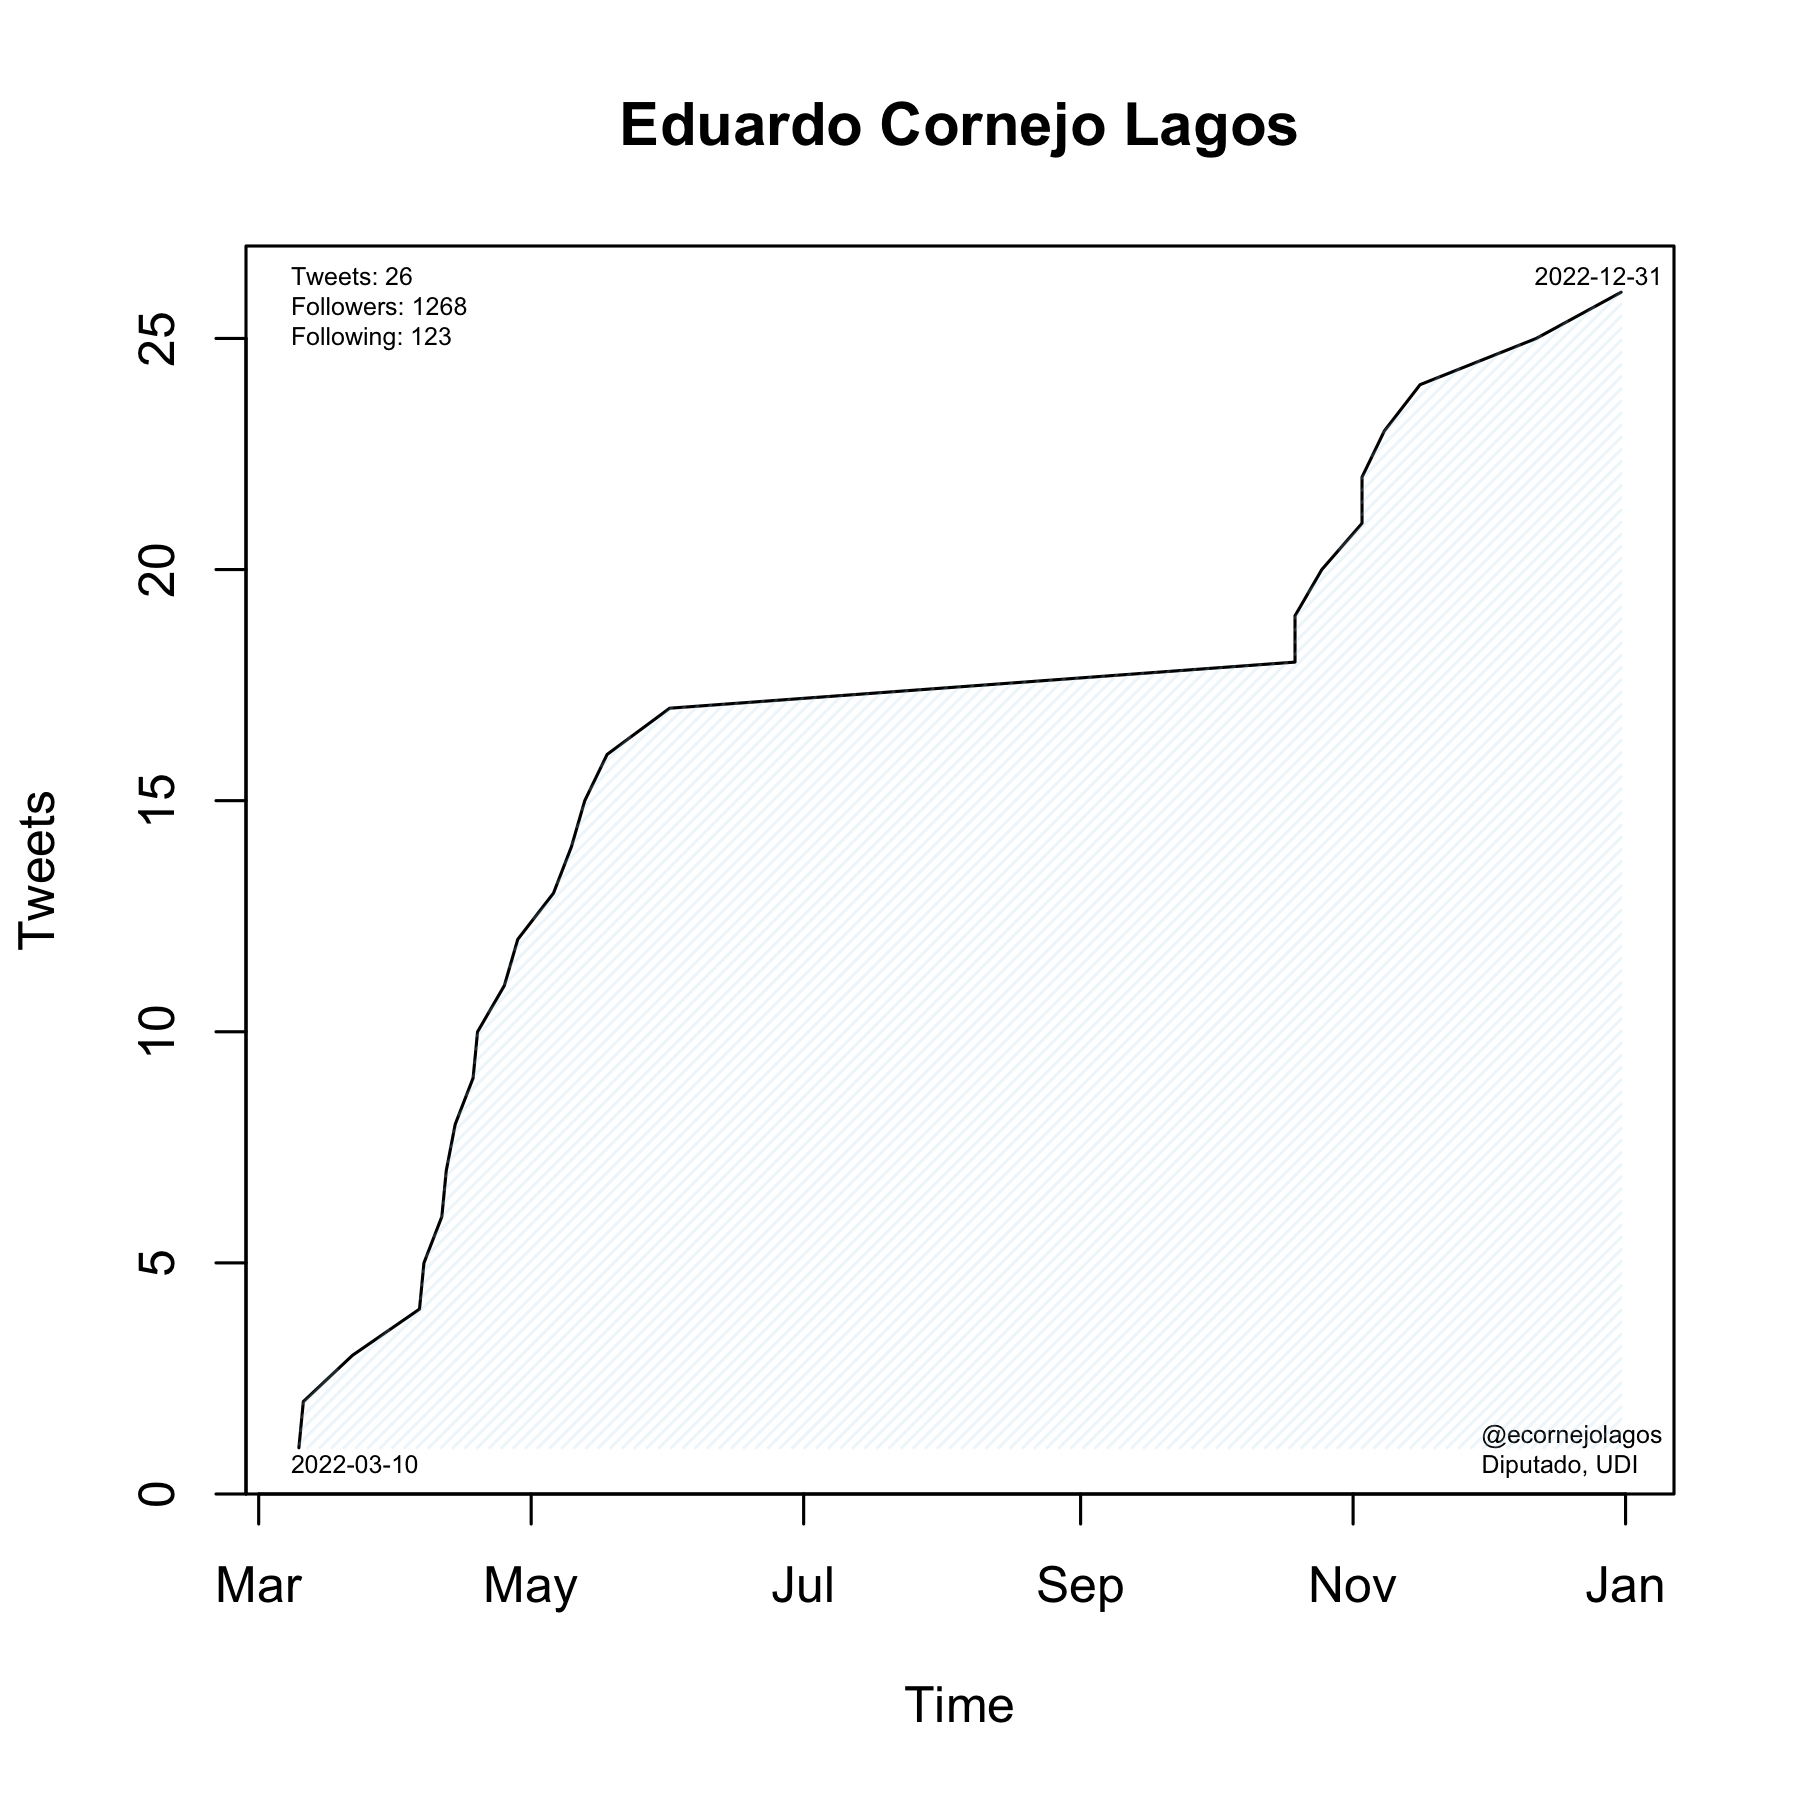 Eduardo Cornejo Lagos
Tweets: 26
Followers: 1268
Following: 123
2022-12-31
25
20
15
10
5
0
Tweets
2022-03-10
@ecornejolagos
Diputado, UDI
Mar May Jul Sep Nov Jan
Time